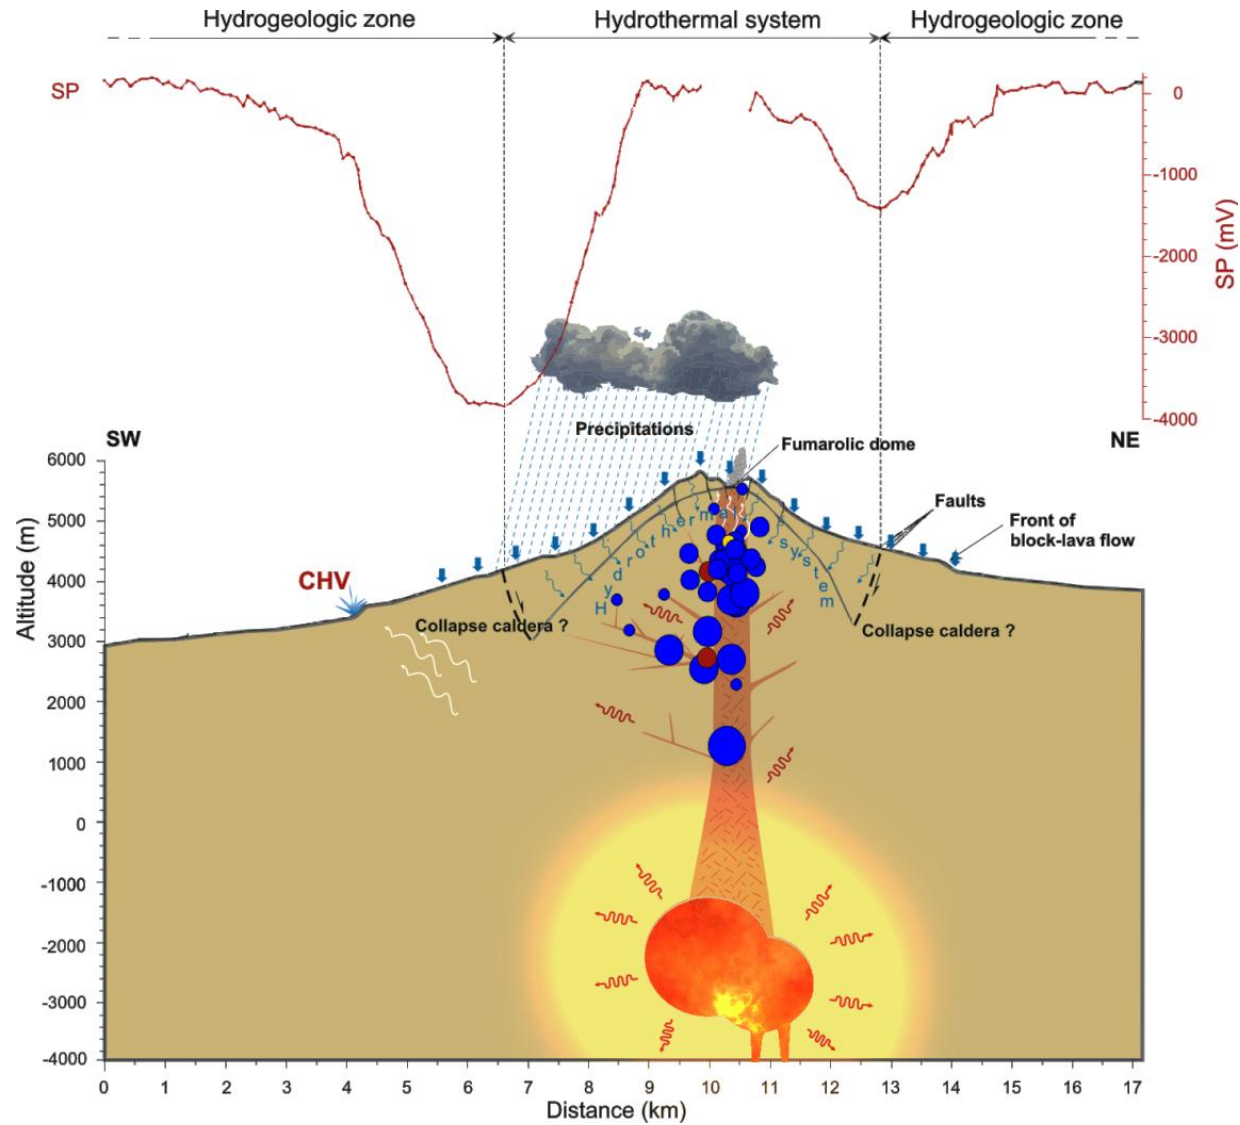 Hydrogeologic zone
Hydrothermal system
Hydrogeologic zone
SP
0
-1000
-2000
-3000
-4000
SP (mV)
SW
NE
Precipitations
Fumarolic dome
Faults
Front of
block-lava flow
CHV
Hydrothermal system
Collapse caldera ?
Collapse caldera ?
6000
5000
4000
3000
2000
1000
0
-1000
-2000
-3000
-4000
Altitude (m)
0 1 2 3 4 5 6 7 8 9 10 11 12 13 14 15 16 17
Distance (km)